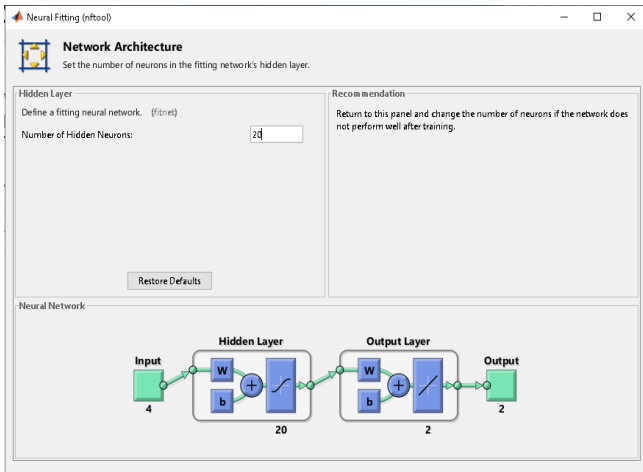 Neural Fitting (nftool)
Network Architecture
Set the number of neurons in the fitting network's hidden layer.
Hidden Layer
Define a fitting neural network. (fitnet)
Number of Hidden Neurons: 20
Restore Defaults
Recommendation
Return to this panel and change the number of neurons if the network does
not perform well after training.
Neural Network
Hidden Layer Output Layer
Input Output
W W
+ +
b b
4 2
20 2